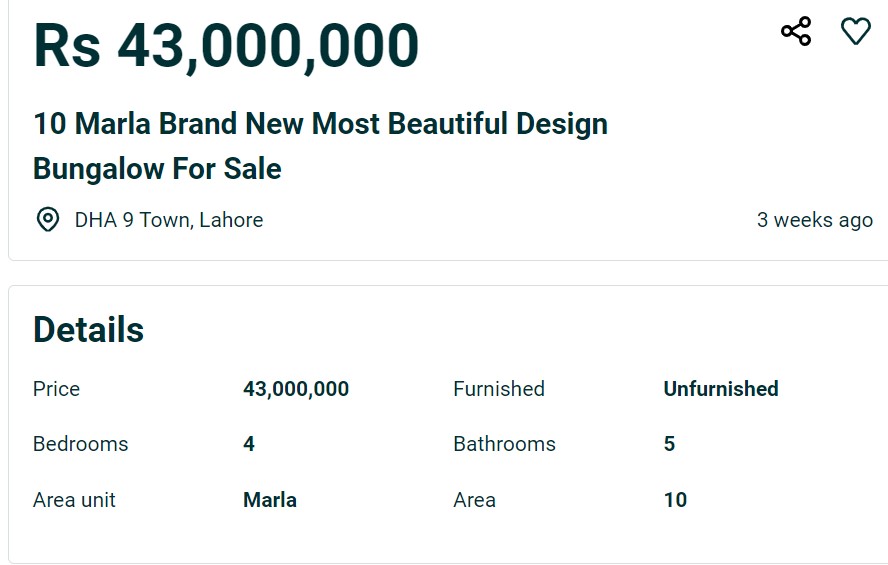 Rs 43,000,000
10 Marla Brand New Most Beautiful Design
Bungalow For Sale
DHA 9 Town, Lahore 3 weeks ago
Details
Price 43,000,000 Furnished Unfurnished
Bedrooms 4 Bathrooms 5
Area unit Marla Area 10